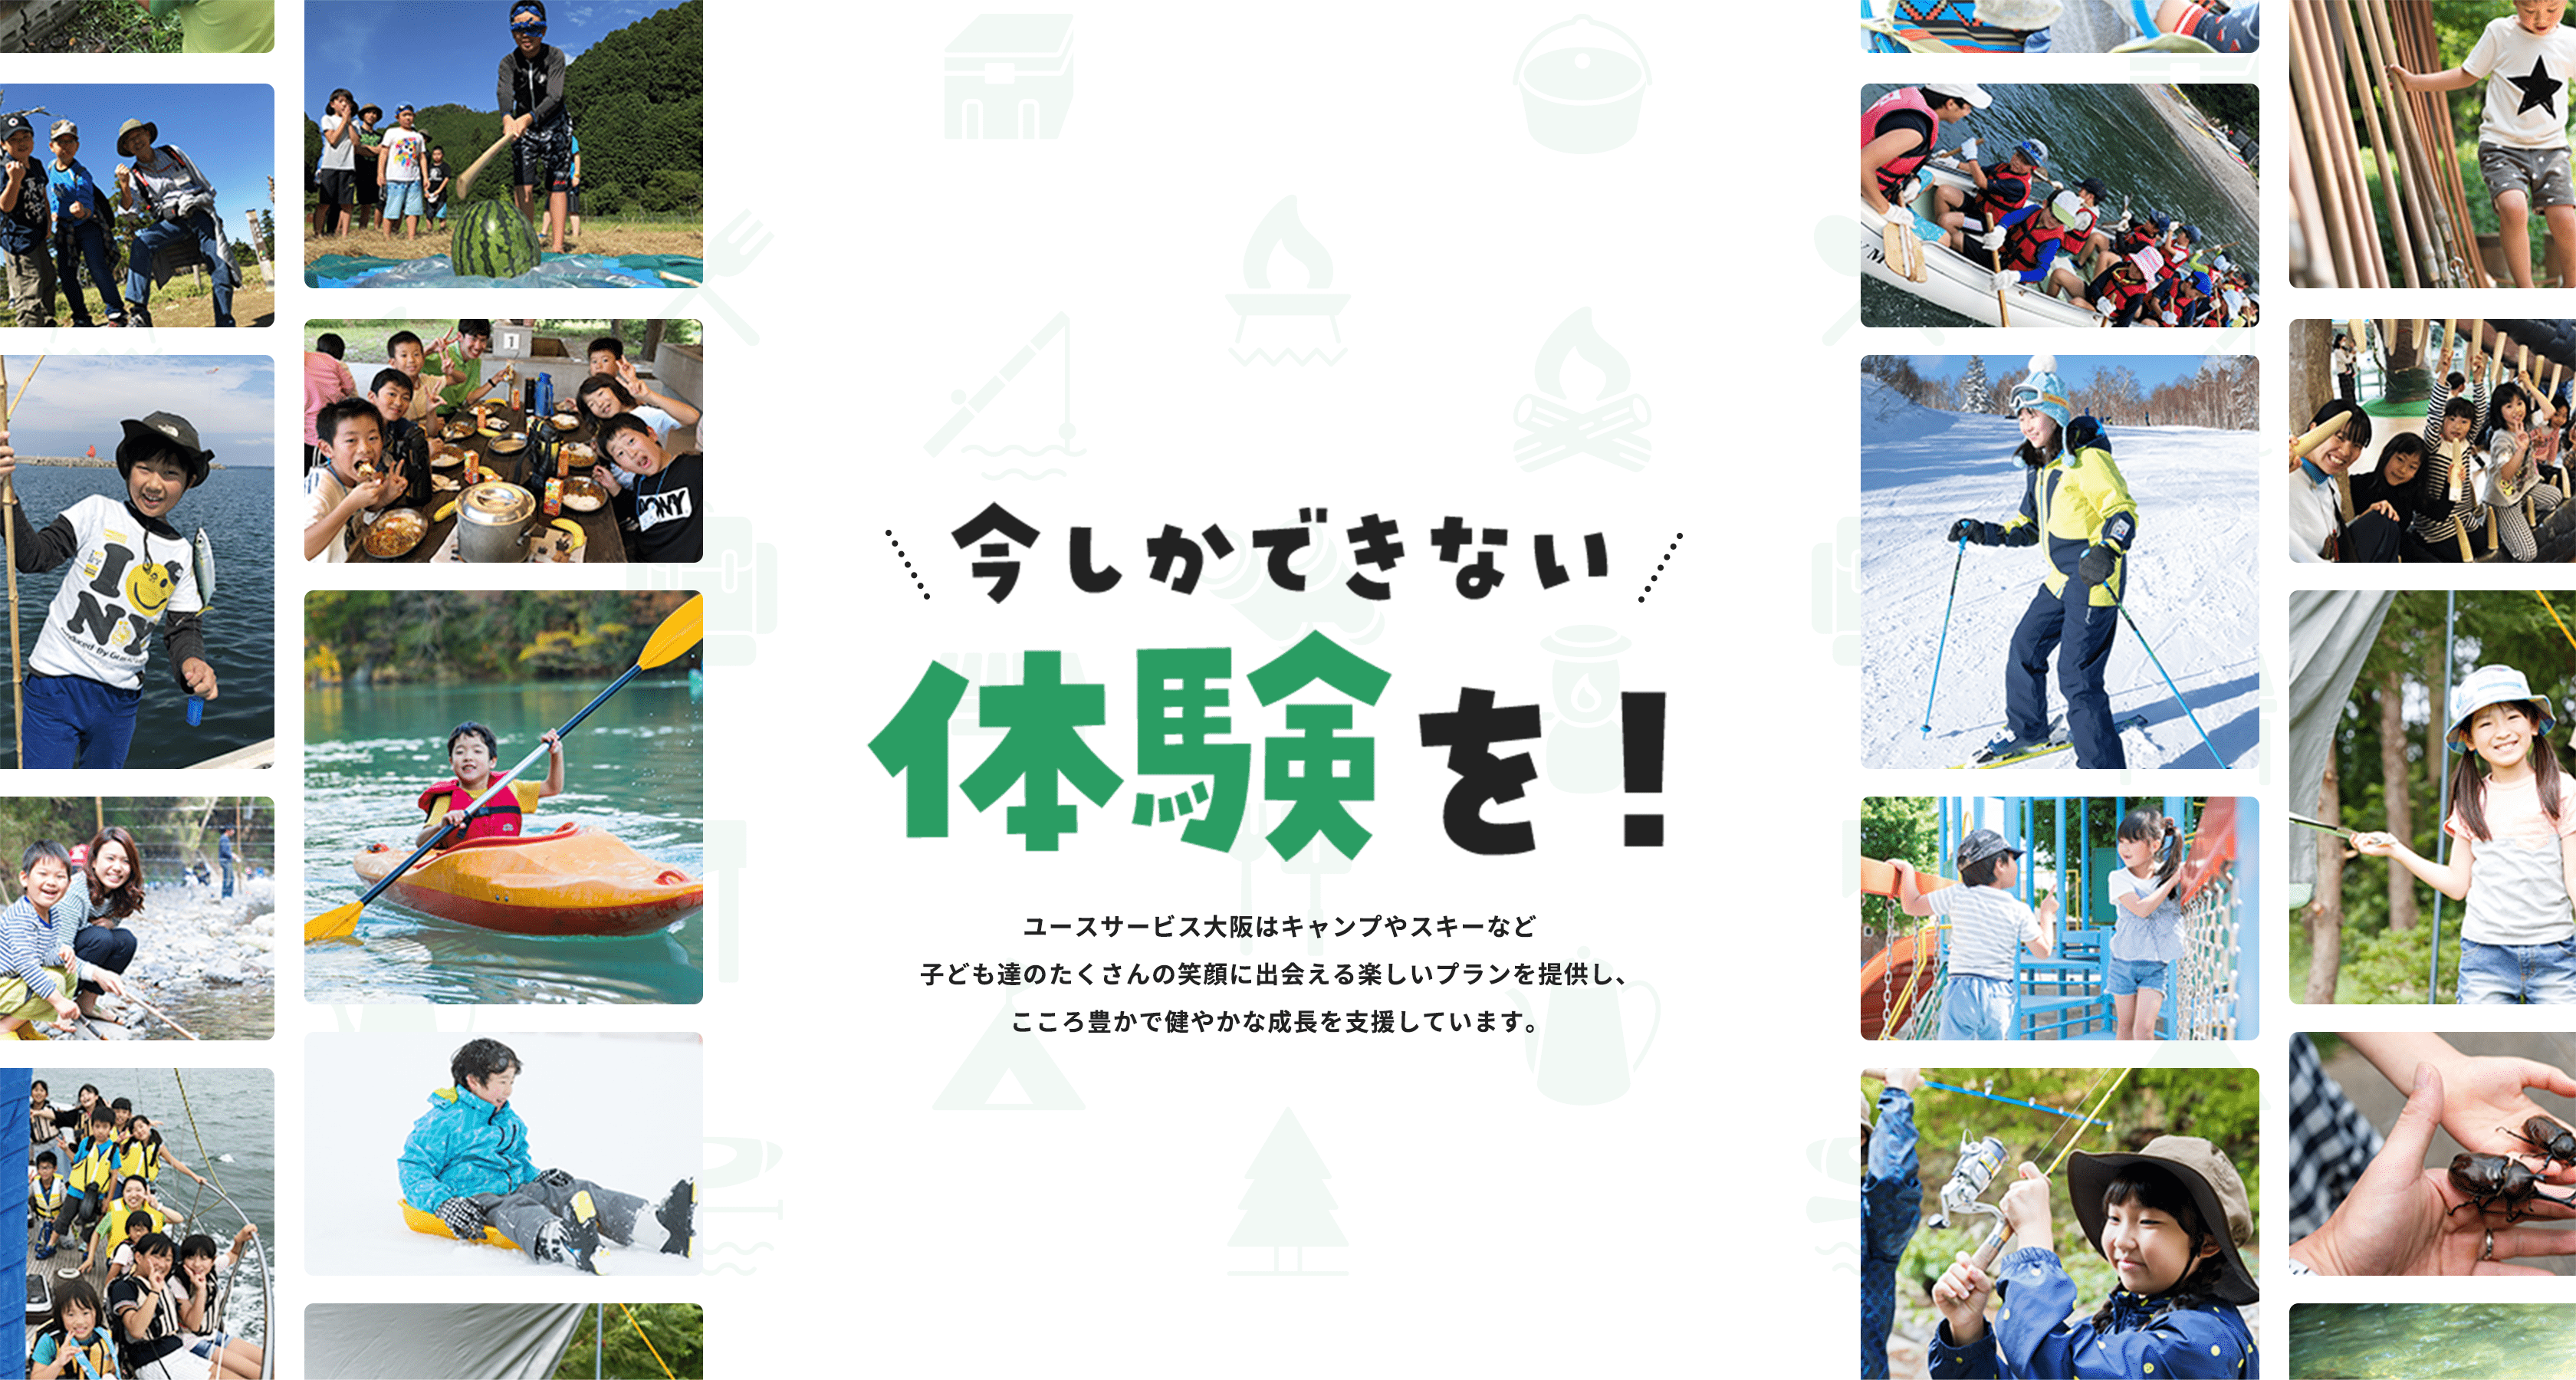 今しかできない
体験を！
ユースサービス大阪はキャンプやスキーなど
子ども達のたくさんの笑顔に出会える楽しいプランを提供し、
こころ豊かで健やかな成長を支援しています。
1
PONY
I
NY